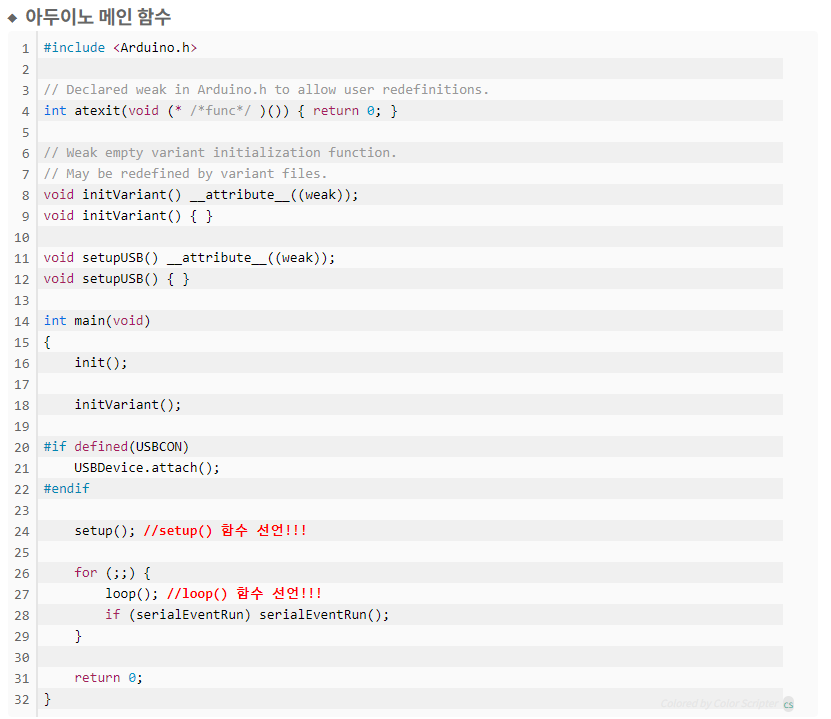 ◆ 아두이노 메인 함수
1 #include <Arduino.h>
2
3 // Declared weak in Arduino.h to allow user redefinitions.
4 int atexit(void (* /*func*/ )()) { return 0; }
5
6 // Weak empty variant initialization function.
7 // May be redefined by variant files.
8 void initVariant() __attribute__((weak));
9 void initVariant() { }
10
11 void setupUSB() __attribute__((weak));
12 void setupUSB() { }
13
14 int main(void)
15 {
16     init();
17
18     initVariant();
19
20 #if defined(USBCON)
21     USBDevice.attach();
22 #endif
23
24     setup(); //setup() 함수 선언!!!
25
26     for (;;) {
27         loop(); //loop() 함수 선언!!!
28         if (serialEventRun) serialEventRun();
29     }
30
31     return 0;
32 }
Colored by Color Scripter cs